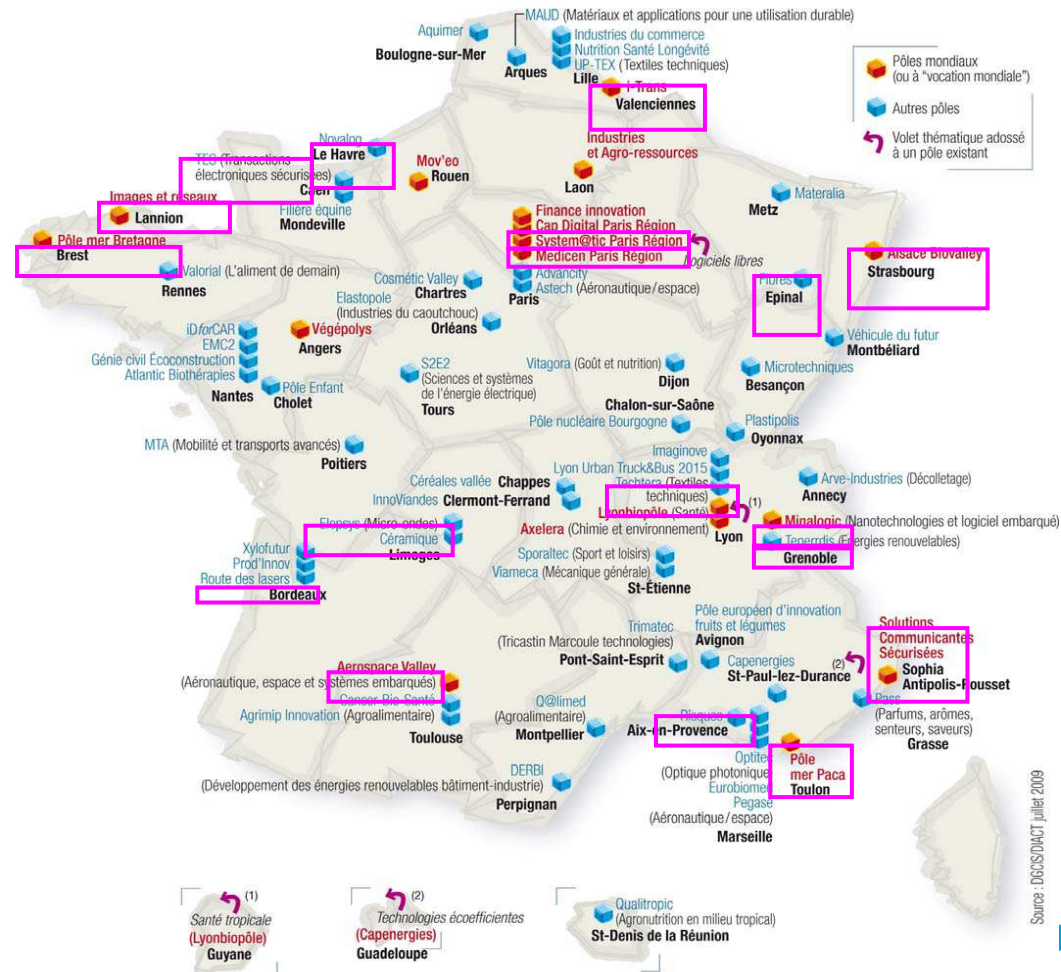 MAUD (Matériaux et applications pour une utilisation durable)
Aquimer
Boulogne-sur-Mer
Arques
Industries du commerce
Nutrition Santé Longévité
UP-TEX (Textiles techniques)
Lille
i-Trans
Valenciennes
Pôles mondiaux
(ou à “vocation mondiale”)
Autres pôles
Volet thématique adossé
à un pôle existant
Novalog
Le Havre
TES (Transactions
électroniques sécurisées)
Caen
Filière équine
Mondeville
Mov'eo
Rouen
Industries
et Agro-ressources
Laon
Materalia
Metz
Images et réseaux
Lannion
Pôle mer Bretagne
Brest
Valorial (L'aliment de demain)
Rennes
Finance innovation
Cap Digital Paris Région
System@tic Paris Région
Medicen Paris Région
Logiciels libres
Advancity
Astech (Aéronautique/espace)
Paris
Alsace Biovalley
Strasbourg
Fibres
Epinal
Cosmétic Valley
Chartres
Elastopole
(Industries du caoutchouc)
Orléans
iDforCAR
EMC2
Génie civil Écoconstruction
Atlantic Biothérapies
Nantes
Végépolys
Angers
Pôle Enfant
Cholet
S2E2
(Sciences et systèmes
de l'énergie électrique)
Tours
Véhicule du futur
Montbéliard
Vitagora (Goût et nutrition)
Dijon
Microtechniques
Besançon
Chalon-sur-Saône
Pôle nucléaire Bourgogne
Plastipolis
Oyonnax
MTA (Mobilité et transports avancés)
Poitiers
Imaginove
Lyon Urban Truck&Bus 2015
Techtera (Textiles
techniques)
Lyonbiopôle (Santé)
(1)
Axelera (Chimie et environnement)
Lyon
Céréales vallée
Chappes
InnoViandes
Clermont-Ferrand
Arve-Industries (Décolletage)
Annecy
Minalogic (Nanotechnologies et logiciel embarqué)
Tenerrdis (Energies renouvelables)
Grenoble
Elopsys (Micro-ondes)
Céramique
Limoges
Xylofutur
Prod'Innov
Route des lasers
Bordeaux
Sporaltec (Sport et loisirs)
Viameca (Mécanique générale)
St-Étienne
Trimatec
(Tricastin Marcoule technologies)
Pont-Saint-Esprit
Pôle européen d'innovation
fruits et légumes
Avignon
Capenergies
(2)
St-Paul-lez-Durance
Solutions
Communicantes
Sécurisées
Sophia
Antipolis-Rousset
Aerospace Valley
(Aéronautique, espace et systèmes embarqués)
Cancer-Bio-Santé
Agrimip Innovation (Agroalimentaire)
Toulouse
Q@limed
(Agroalimentaire)
Montpellier
Risques
Aix-en-Provence
Pass
(Parfums, arômes,
senteurs, saveurs)
Grasse
Optitec
(Optique photonique)
Eurobiomed
Pegase
(Aéronautique/espace)
Marseille
Pôle
mer Paca
Toulon
DERBI
(Développement des énergies renouvelables bâtiment-industrie)
Perpignan
Source : DGCIS/DIACT juillet 2009
(1)
Santé tropicale
(Lyonbiopôle)
Guyane
(2)
Technologies écoefficientes
(Capenergies)
Guadeloupe
Qualitropic
(Agronutrition en milieu tropical)
St-Denis de la Réunion